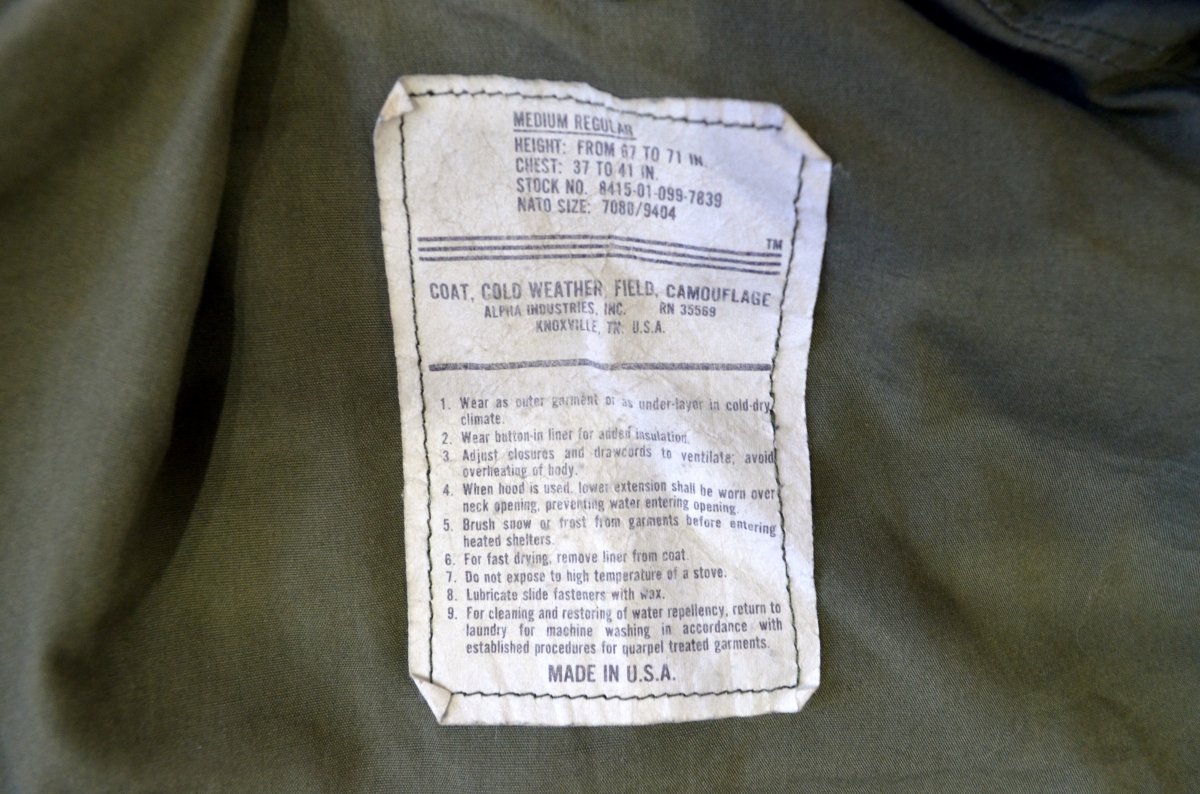 MEDIUM REGULAR
HEIGHT: FROM 67 TO 71 IN.
CHEST: 37 TO 41 IN.
STOCK NO. 8415-01-099-7839
NATO SIZE: 7080/9404
TM
COAT, COLD WEATHER, FIELD, CAMOUFLAGE
ALPHA INDUSTRIES, INC. RN 35569
KNOXVILLE, TN. U.S.A.
1. Wear as outer garment or as under-layer in cold-dry
climate.
2. Wear button-in liner for added insulation.
3. Adjust closures and drawcords to ventilate; avoid
overheating of body.
4. When hood is used, lower extension shall be worn over
neck opening, preventing water entering opening.
5. Brush snow or frost from garments before entering
heated shelters.
6. For fast drying, remove liner from coat.
7. Do not expose to high temperature of a stove.
8. Lubricate slide fasteners with wax.
9. For cleaning and restoring of water repellency, return to
laundry for machine washing in accordance with
established procedures for quarpel treated garments.
MADE IN U.S.A.